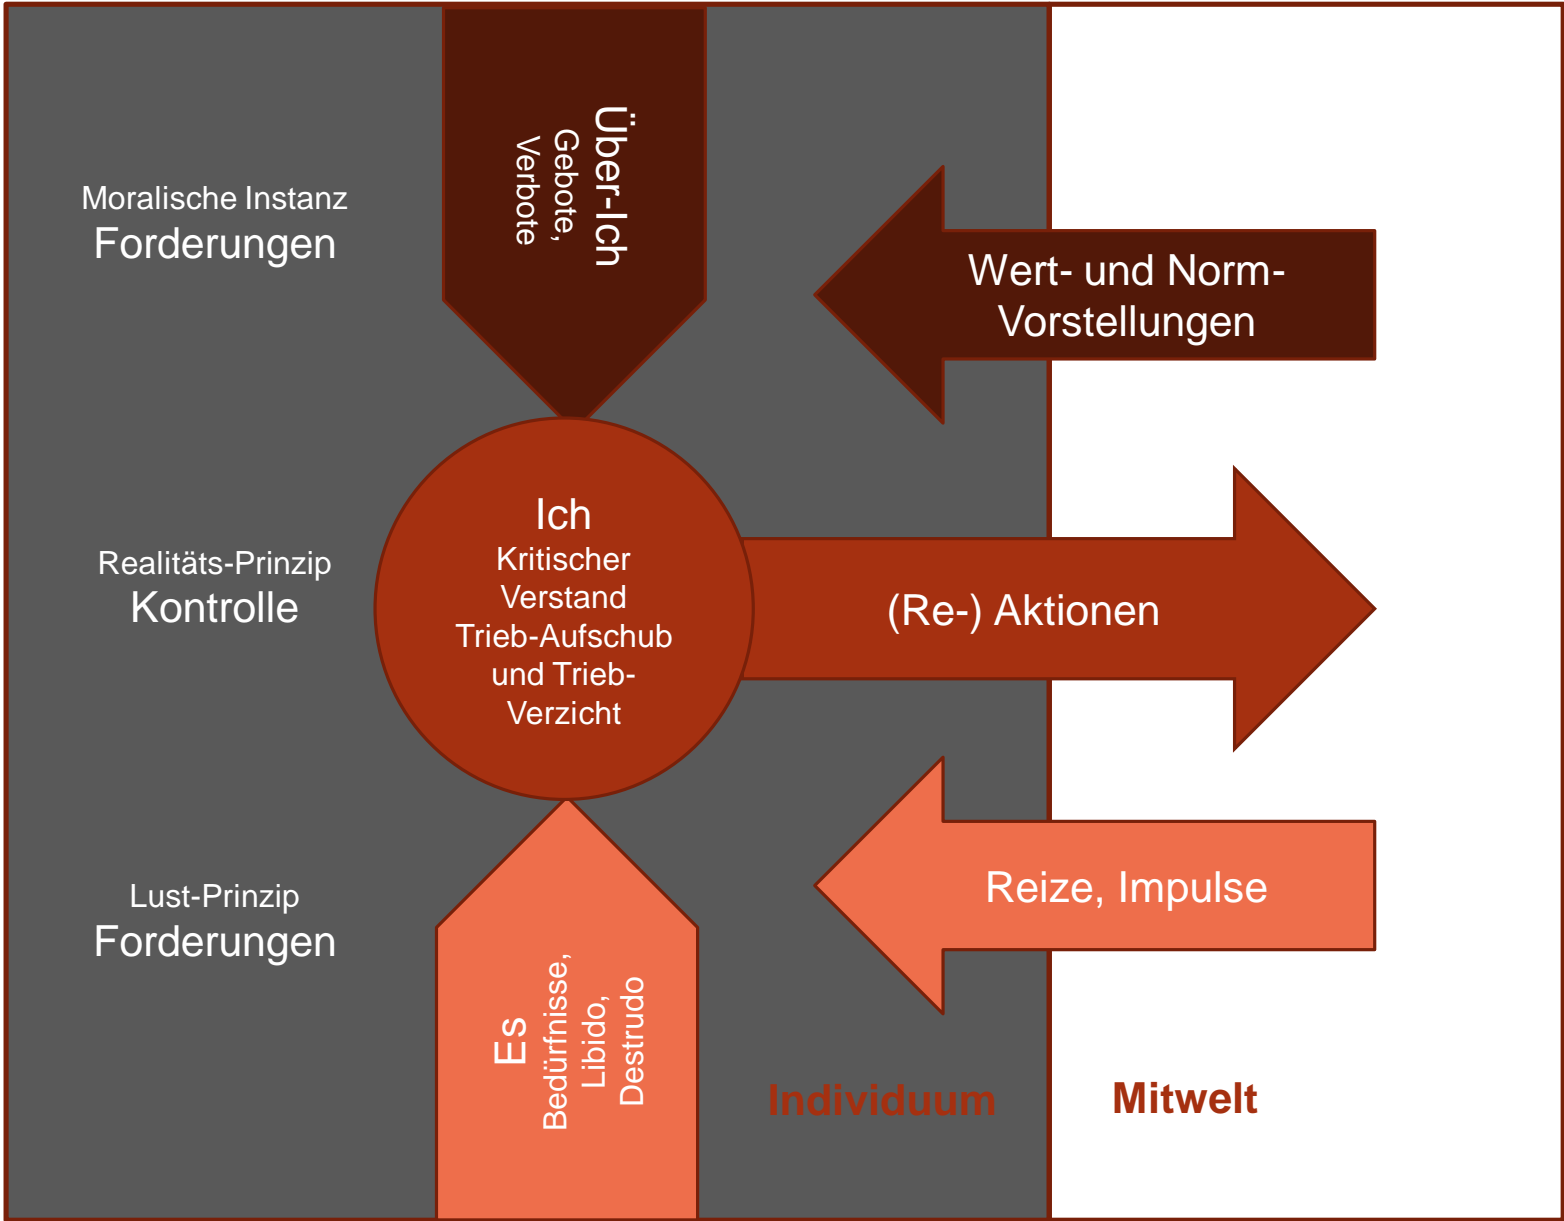 Über-Ich
Gebote,
Verbote
Moralische Instanz
Forderungen
Wert- und Norm-
Vorstellungen
Ich
Kritischer
Verstand
Trieb-Aufschub
und Trieb-
Verzicht
Realitäts-Prinzip
Kontrolle
(Re-) Aktionen
Lust-Prinzip
Forderungen
Reize, Impulse
Es
Bedürfnisse,
Libido,
Destrudo
Individuum
Mitwelt